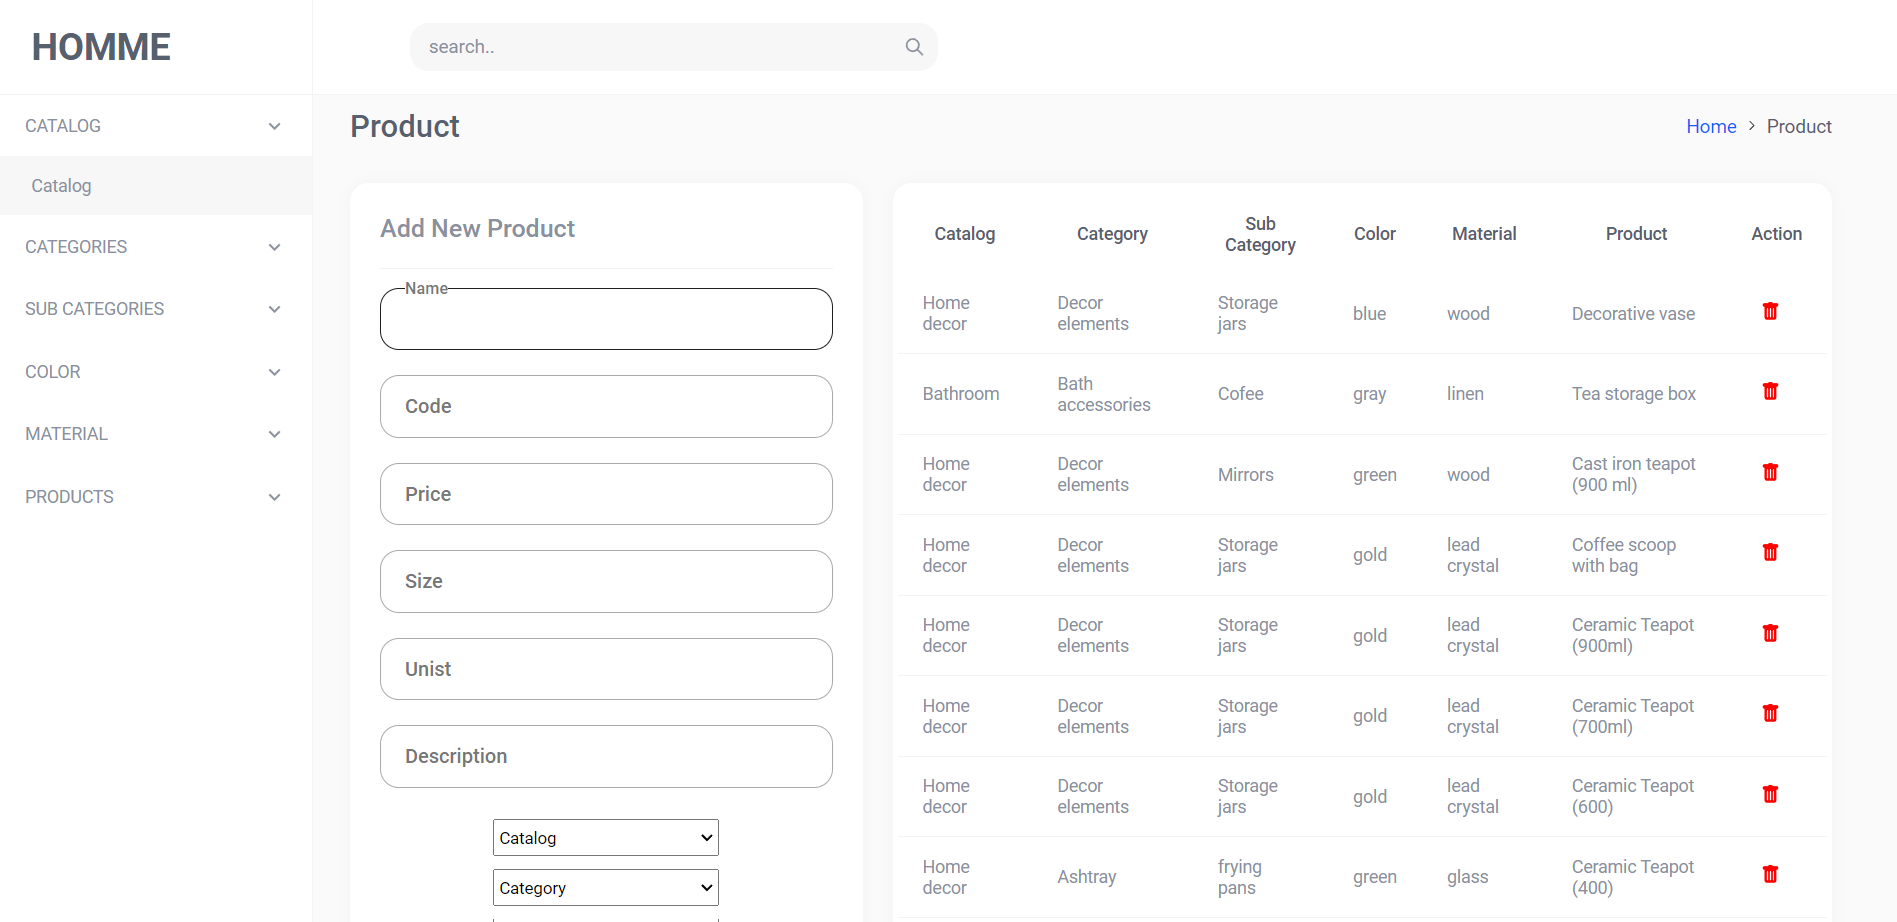 HOMME
search..
CATALOG
Catalog
CATEGORIES
SUB CATEGORIES
COLOR
MATERIAL
PRODUCTS
Product
Home > Product
Add New Product
Name
Code
Price
Size
Unist
Description
Catalog
Category
Catalog Category Sub Category Color Material Product Action
Home decor Decor elements Storage jars blue wood Decorative vase
Bathroom Bath accessories Cofee gray linen Tea storage box
Home decor Decor elements Mirrors green wood Cast iron teapot (900 ml)
Home decor Decor elements Storage jars gold lead crystal Coffee scoop with bag
Home decor Decor elements Storage jars gold lead crystal Ceramic Teapot (900ml)
Home decor Decor elements Storage jars gold lead crystal Ceramic Teapot (700ml)
Home decor Decor elements Storage jars gold lead crystal Ceramic Teapot (600)
Home decor Ashtray frying pans green glass Ceramic Teapot (400)